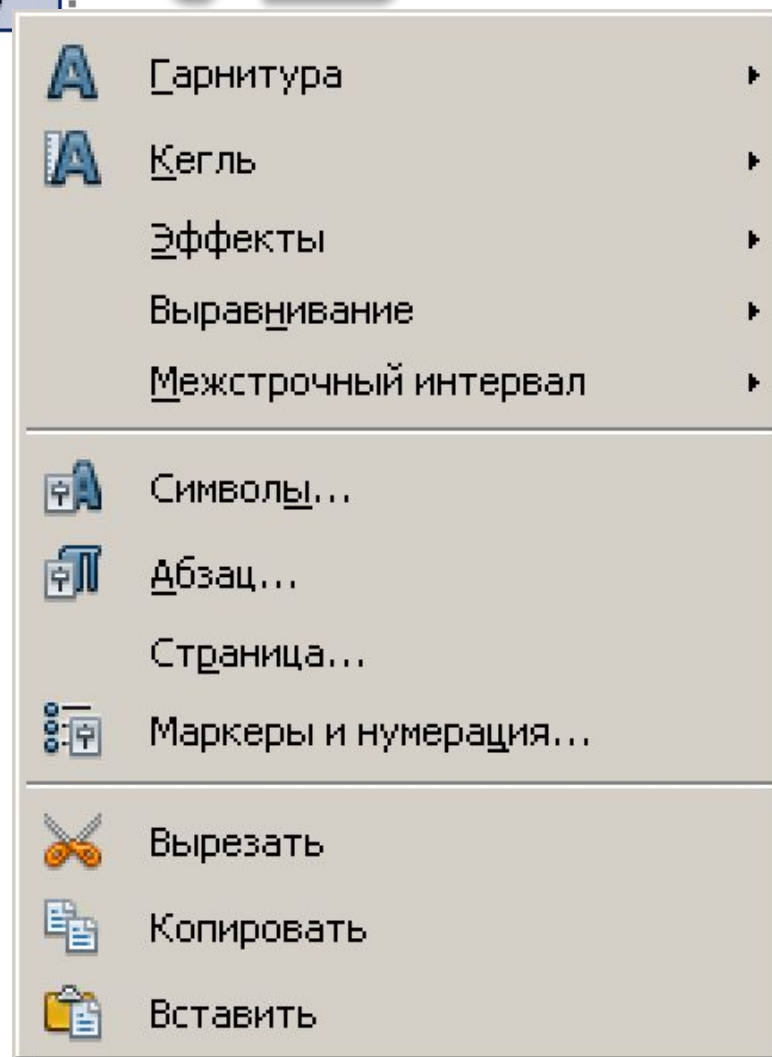 Гарнитура
Кегль
Эффекты
Выравнивание
Межстрочный интервал
Символы...
Абзац...
Страница...
Маркеры и нумерация...
Вырезать
Копировать
Вставить